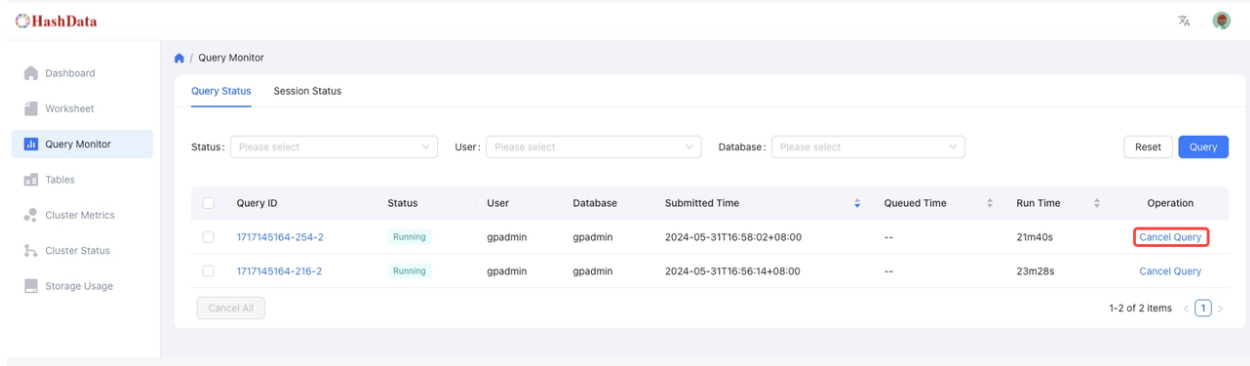 HashData
Dashboard
Worksheet
Query Monitor
Tables
Cluster Metrics
Cluster Status
Storage Usage
/ Query Monitor
Query Status Session Status
Status: Please select User: Please select Database: Please select Reset Query
Query ID Status User Database Submitted Time Queued Time Run Time Operation
1717145164-254-2 Running gpadmin gpadmin 2024-05-31T16:58:02+08:00 -- 21m40s Cancel Query
1717145164-216-2 Running gpadmin gpadmin 2024-05-31T16:56:14+08:00 -- 23m28s Cancel Query
Cancel All 1-2 of 2 items < 1 >